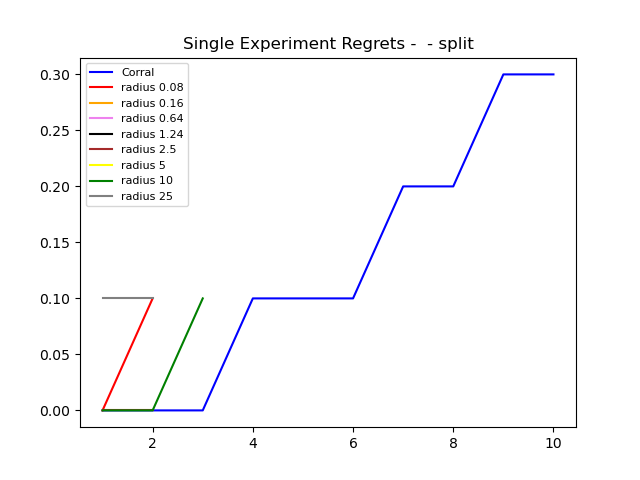 Single Experiment Regrets -  - split
Corral
radius 0.08
radius 0.16
radius 0.64
radius 1.24
radius 2.5
radius 5
radius 10
radius 25
0.30
0.25
0.20
0.15
0.10
0.05
0.00
2 4 6 8 10